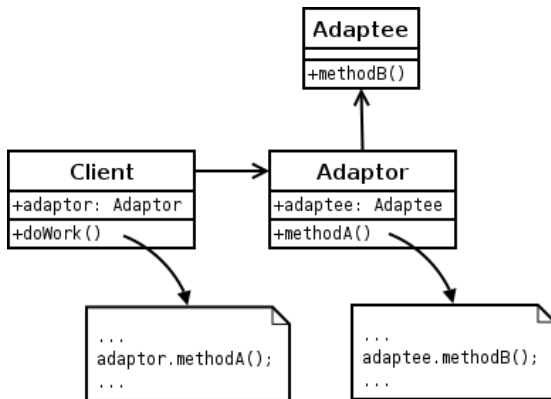 Adaptee
+methodB()
Client
+adaptor: Adaptor
+doWork()
Adaptor
+adaptee: Adaptee
+methodA()
...
adaptor.methodA();
...
...
adaptee.methodB();
...